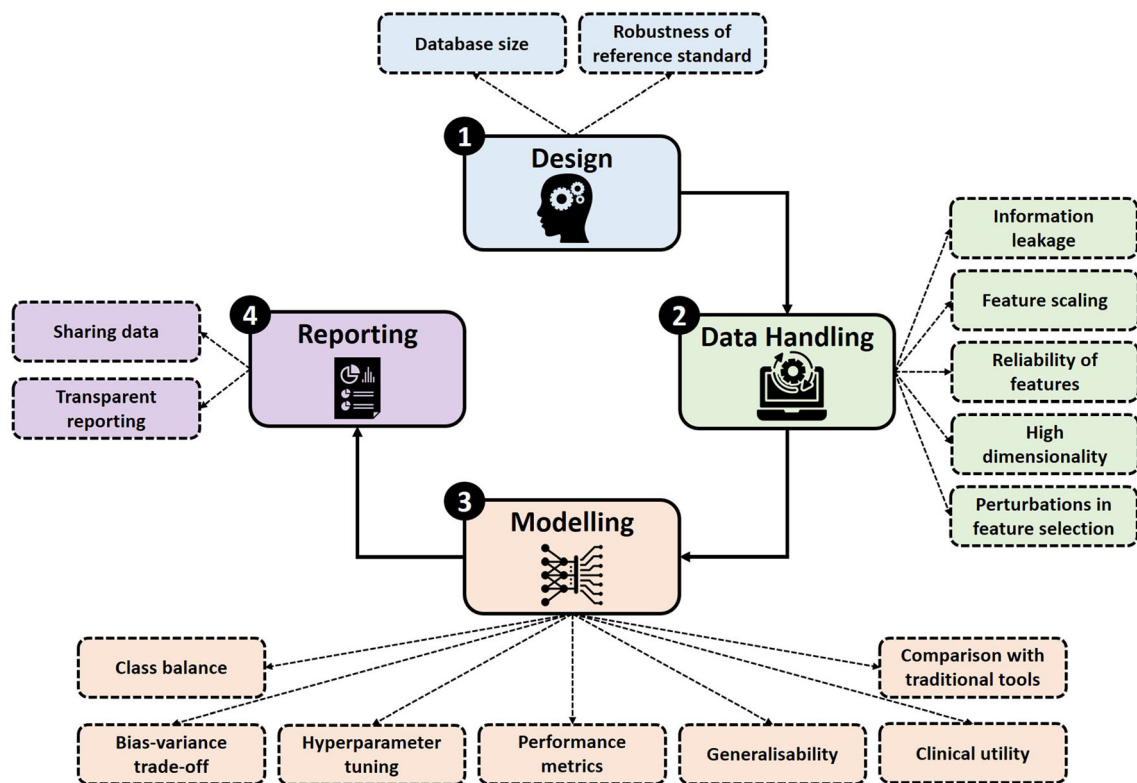 Database size
Robustness of
reference standard
1
Design
Information
leakage
Feature scaling
Reliability of
features
High
dimensionality
Perturbations in
feature selection
2
Data Handling
4
Reporting
Sharing data
Transparent
reporting
3
Modelling
Class balance
Comparison with
traditional tools
Bias-variance
trade-off
Hyperparameter
tuning
Performance
metrics
Generalisability
Clinical utility